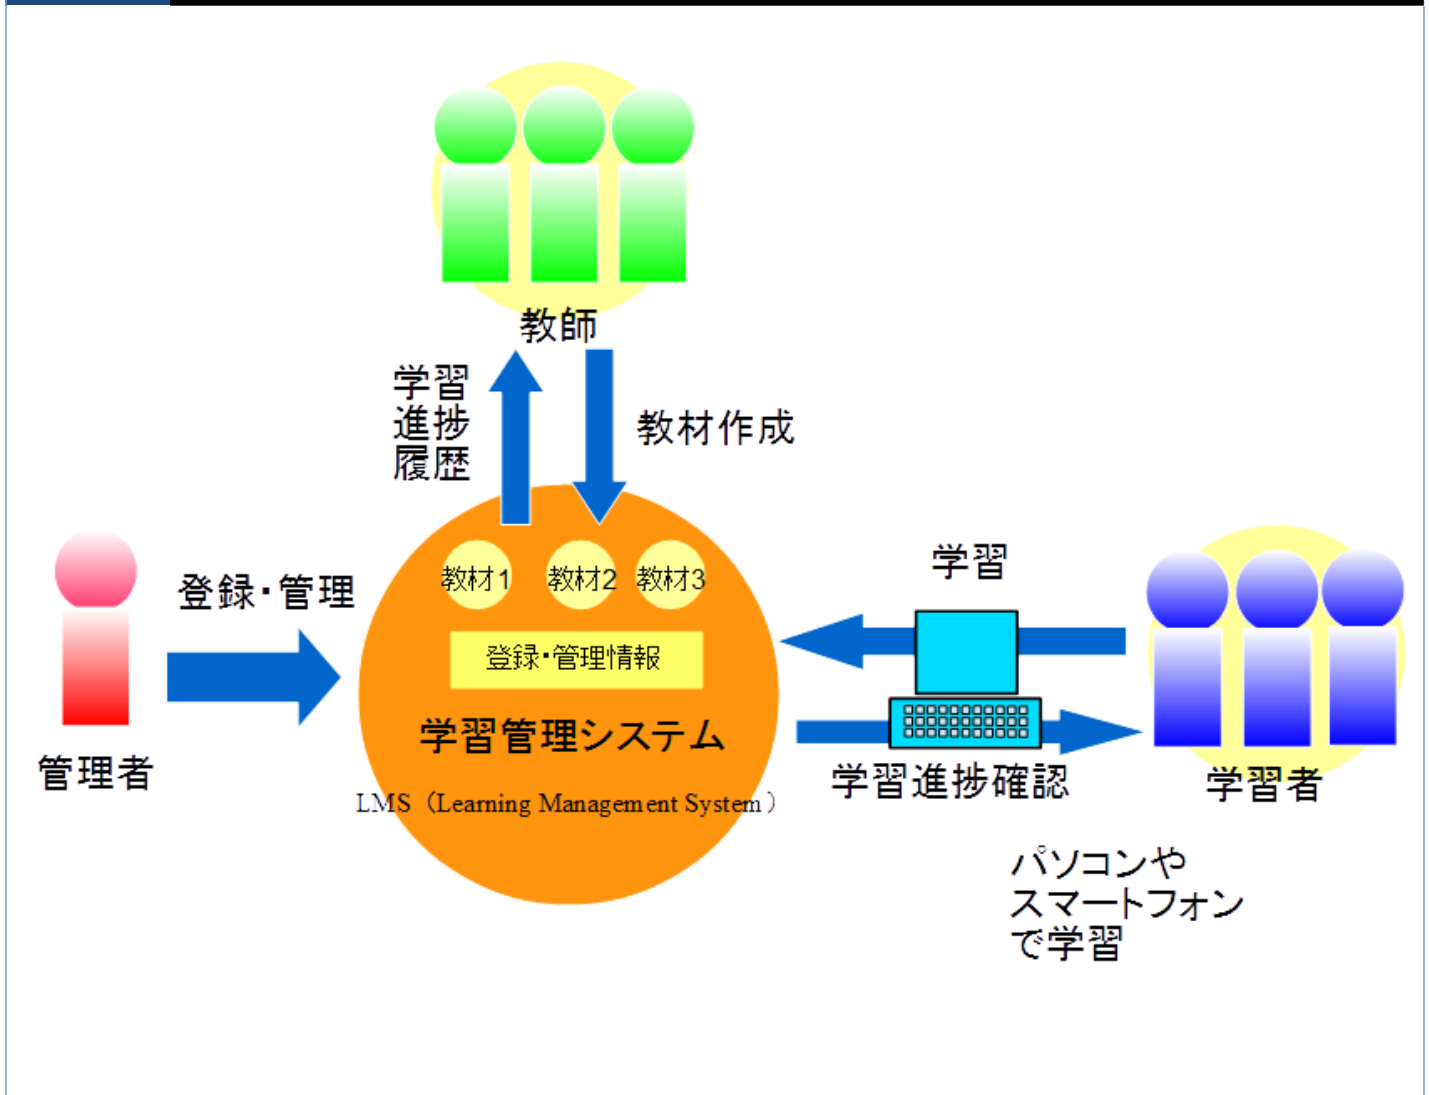 教師
学習
進捗
履歴
教材作成
教材1
教材2
教材3
登録・管理
登録・管理情報
学習管理システム
LMS（Learning Management System）
管理者
学習
学習進捗確認
学習者
パソコンや
スマートフォン
で学習